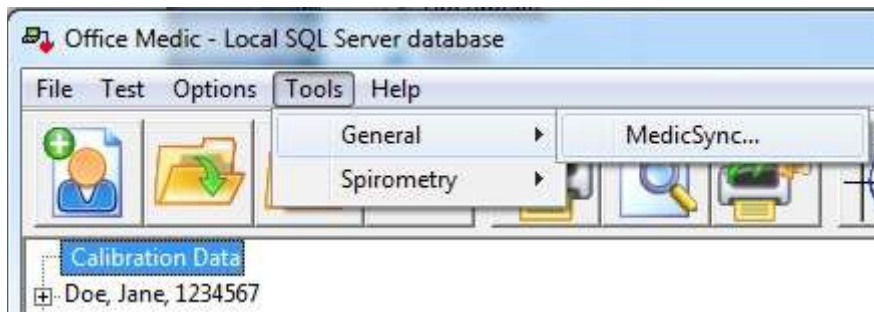 Office Medic - Local SQL Server database
File Test Options Tools Help
General MedicSync...
Spirometry
Calibration Data
Doe, Jane, 1234567